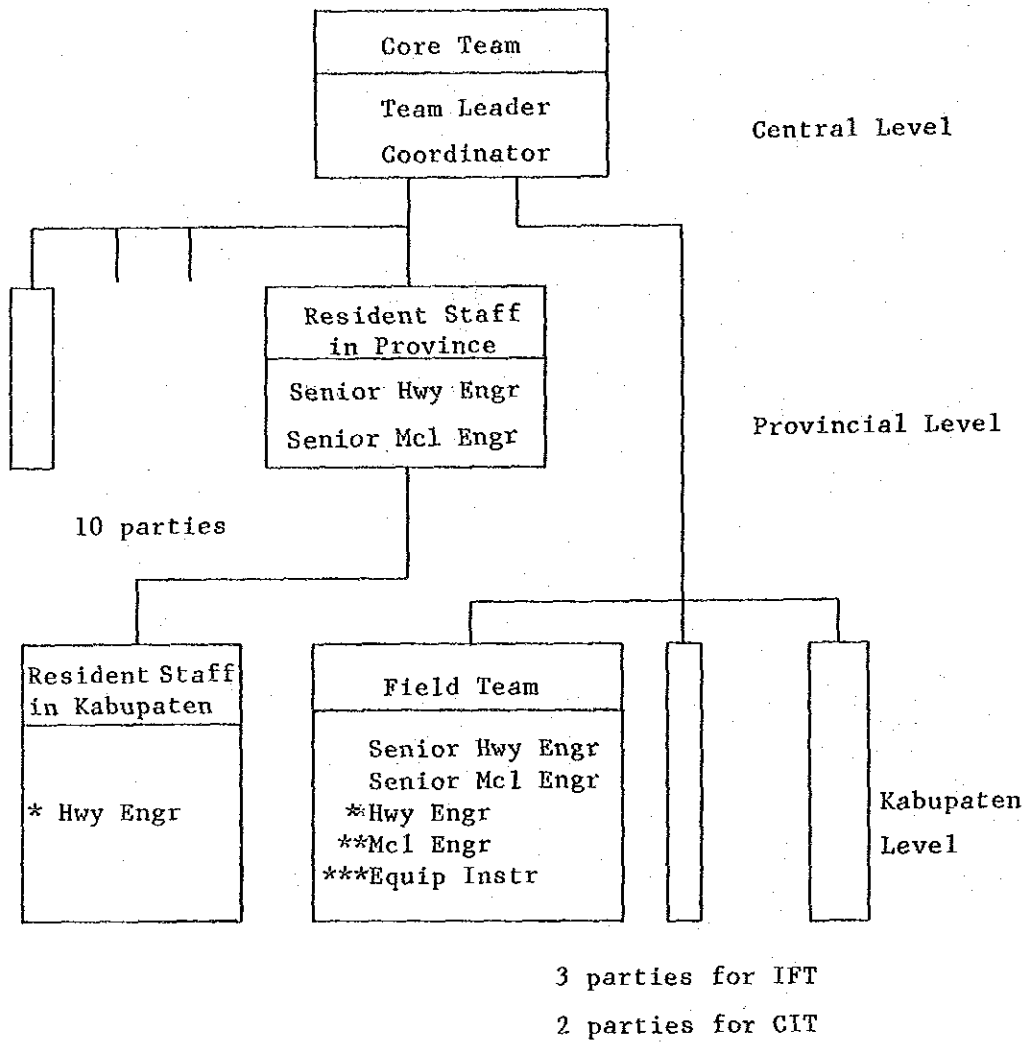 Core Team
Team Leader
Coordinator
Central Level
Resident Staff
in Province
Senior Hwy Engr
Senior Mcl Engr
Provincial Level
10 parties
Resident Staff
in Kabupaten
* Hwy Engr
Field Team
Senior Hwy Engr
Senior Mcl Engr
*Hwy Engr
**Mcl Engr
***Equip Instr
Kabupaten
Level
3 parties for IFT
2 parties for CIT